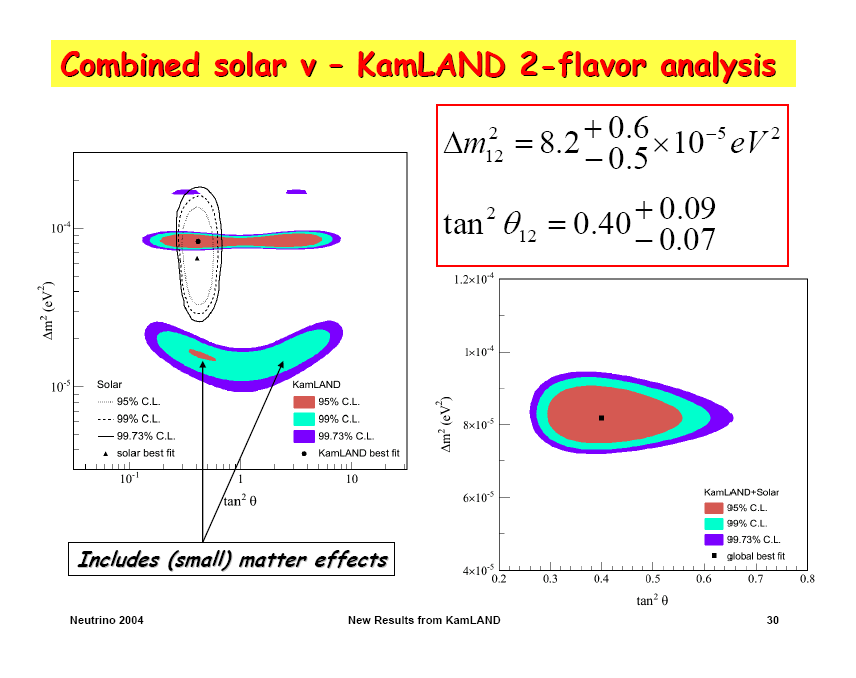 Combined solar ν – KamLAND 2-flavor analysis
Δm²₁₂ = 8.2 + 0.6 − 0.5 × 10⁻⁵ eV²
tan² θ₁₂ = 0.40 + 0.09 − 0.07
10⁻⁴
10⁻⁵
Δm² (eV²)
Solar
95% C.L.
99% C.L.
99.73% C.L.
solar best fit
KamLAND
95% C.L.
99% C.L.
99.73% C.L.
KamLAND best fit
10⁻¹ 1 10
tan² θ
Includes (small) matter effects
1.2×10⁻⁴
1×10⁻⁴
8×10⁻⁵
6×10⁻⁵
4×10⁻⁵
Δm² (eV²)
KamLAND+Solar
95% C.L.
99% C.L.
99.73% C.L.
global best fit
0.2 0.3 0.4 0.5 0.6 0.7 0.8
tan² θ
Neutrino 2004 New Results from KamLAND 30